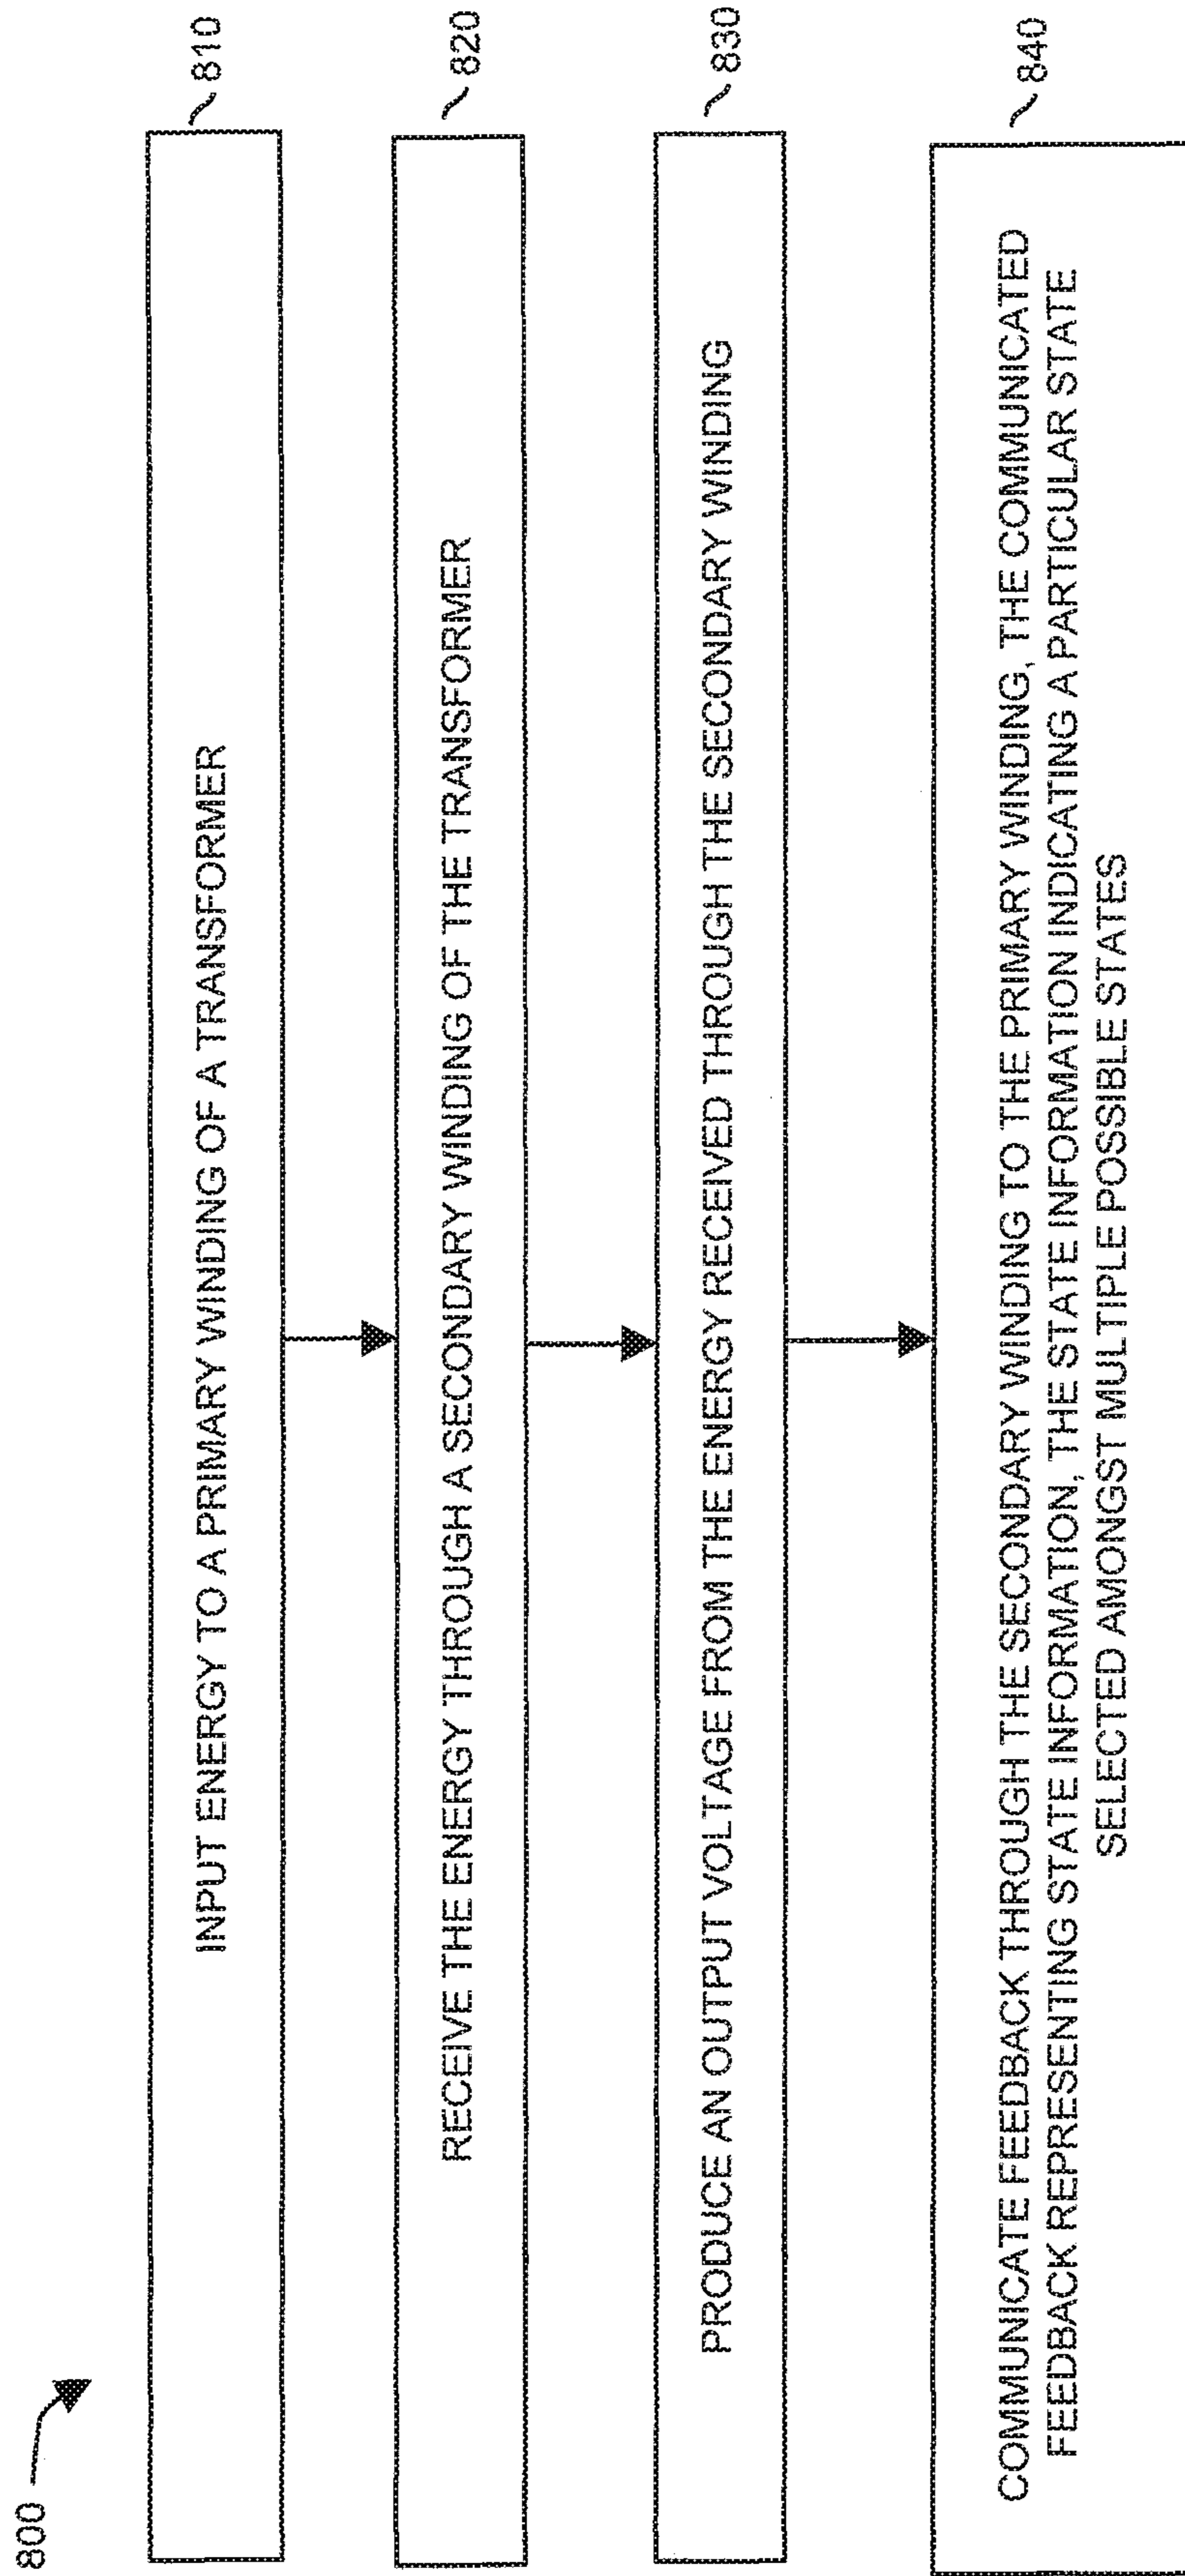 800
INPUT ENERGY TO A PRIMARY WINDING OF A TRANSFORMER
810
RECEIVE THE ENERGY THROUGH A SECONDARY WINDING OF THE TRANSFORMER
820
PRODUCE AN OUTPUT VOLTAGE FROM THE ENERGY RECEIVED THROUGH THE SECONDARY WINDING
830
COMMUNICATE FEEDBACK THROUGH THE SECONDARY WINDING TO THE PRIMARY WINDING, THE COMMUNICATED
FEEDBACK REPRESENTING STATE INFORMATION, THE STATE INFORMATION INDICATING A PARTICULAR STATE
SELECTED AMONGST MULTIPLE POSSIBLE STATES
840